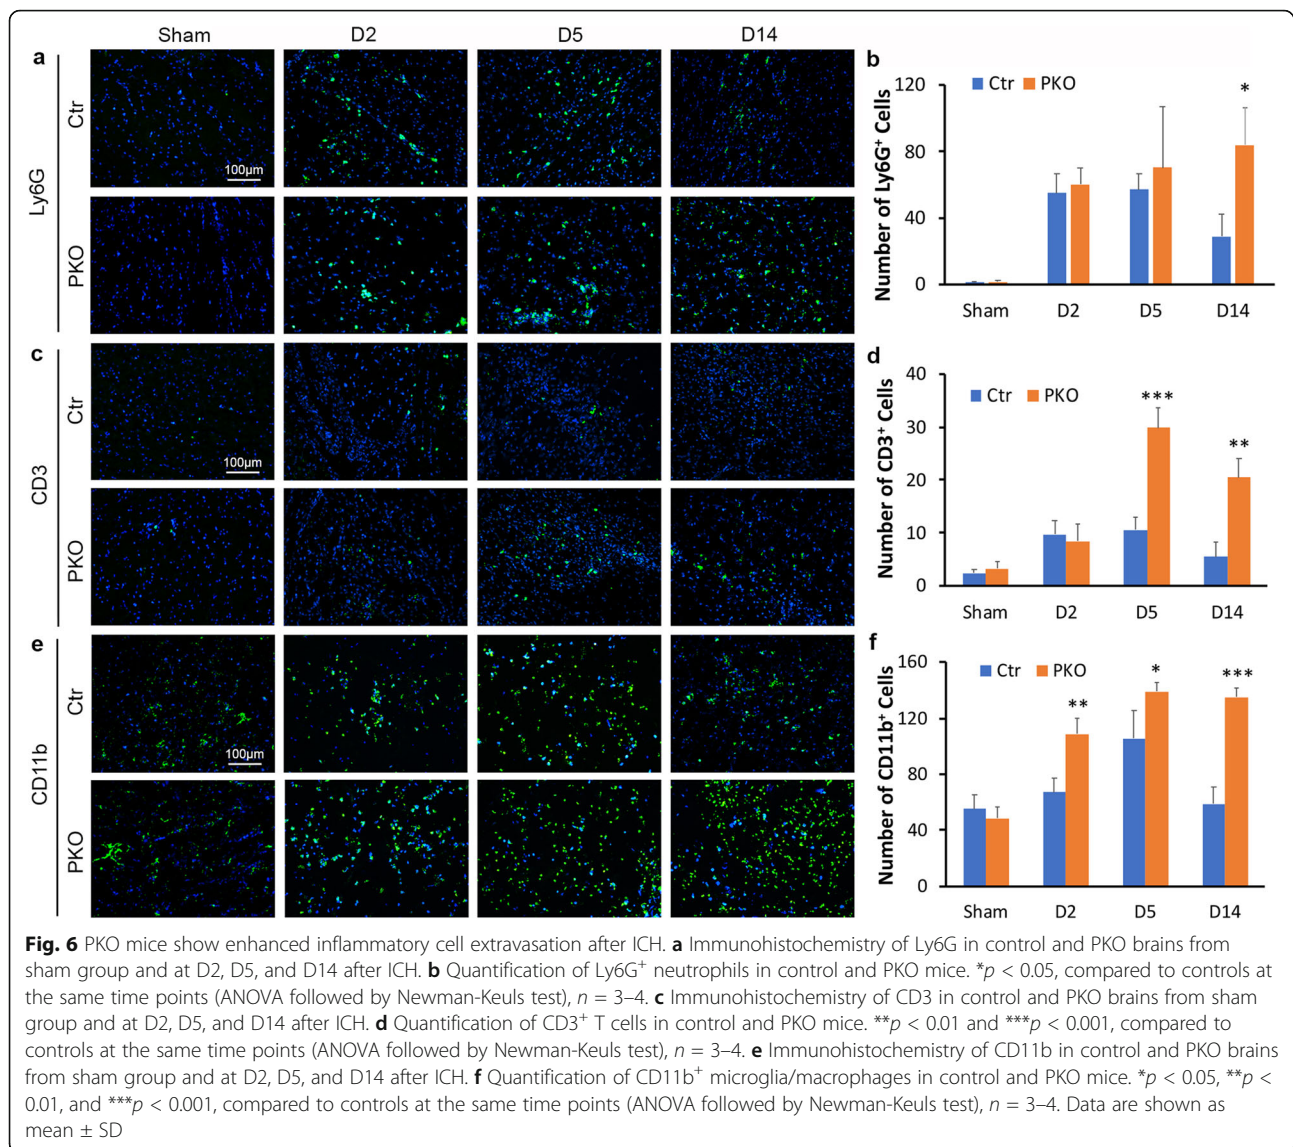 Sham D2 D5 D14
a
Ly6G
Ctr
100μm
PKO
b
Ctr PKO
*
Number of Ly6G+ Cells
120
80
40
0
Sham D2 D5 D14
c
CD3
Ctr
100μm
PKO
d
Ctr PKO
***
**
Number of CD3+ Cells
40
30
20
10
0
Sham D2 D5 D14
e
CD11b
Ctr
100μm
PKO
f
Ctr PKO
**
*
***
Number of CD11b+ Cells
160
120
80
40
0
Sham D2 D5 D14
Fig. 6 PKO mice show enhanced inflammatory cell extravasation after ICH. a Immunohistochemistry of Ly6G in control and PKO brains from
sham group and at D2, D5, and D14 after ICH. b Quantification of Ly6G+ neutrophils in control and PKO mice. *p < 0.05, compared to controls at
the same time points (ANOVA followed by Newman-Keuls test), n = 3–4. c Immunohistochemistry of CD3 in control and PKO brains from sham
group and at D2, D5, and D14 after ICH. d Quantification of CD3+ T cells in control and PKO mice. **p < 0.01 and ***p < 0.001, compared to
controls at the same time points (ANOVA followed by Newman-Keuls test), n = 3–4. e Immunohistochemistry of CD11b in control and PKO brains
from sham group and at D2, D5, and D14 after ICH. f Quantification of CD11b+ microglia/macrophages in control and PKO mice. *p < 0.05, **p <
0.01, and ***p < 0.001, compared to controls at the same time points (ANOVA followed by Newman-Keuls test), n = 3–4. Data are shown as
mean ± SD